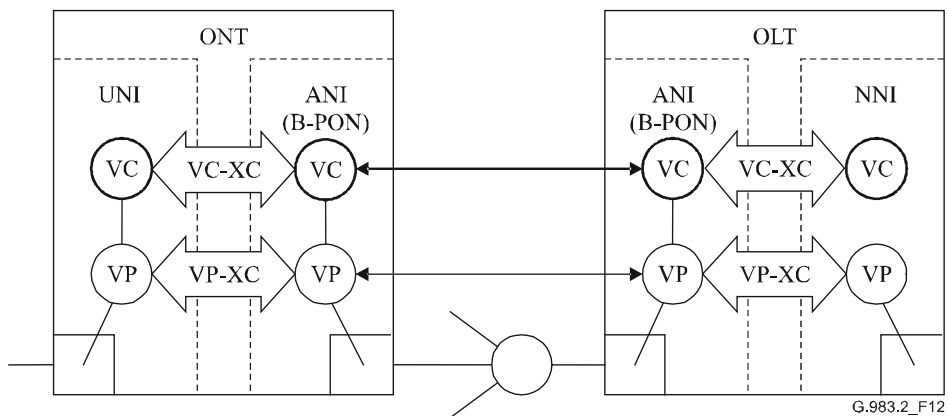 ONT
OLT
UNI
ANI
(B-PON)
ANI
(B-PON)
NNI
VC
VC-XC
VC
VC
VC-XC
VC
VP
VP-XC
VP
VP
VP-XC
VP
G.983.2_F12